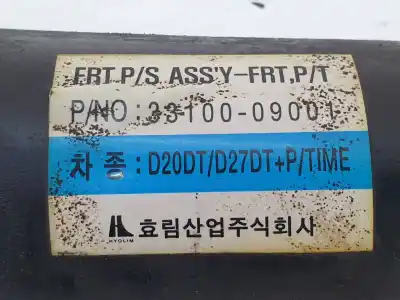 FRT P/S ASS'Y-FRT.P/T
P/NO : 33100-09001
차 종 : D20DT/D27DT+P/TIME
HYOLIM 효림산업주식회사